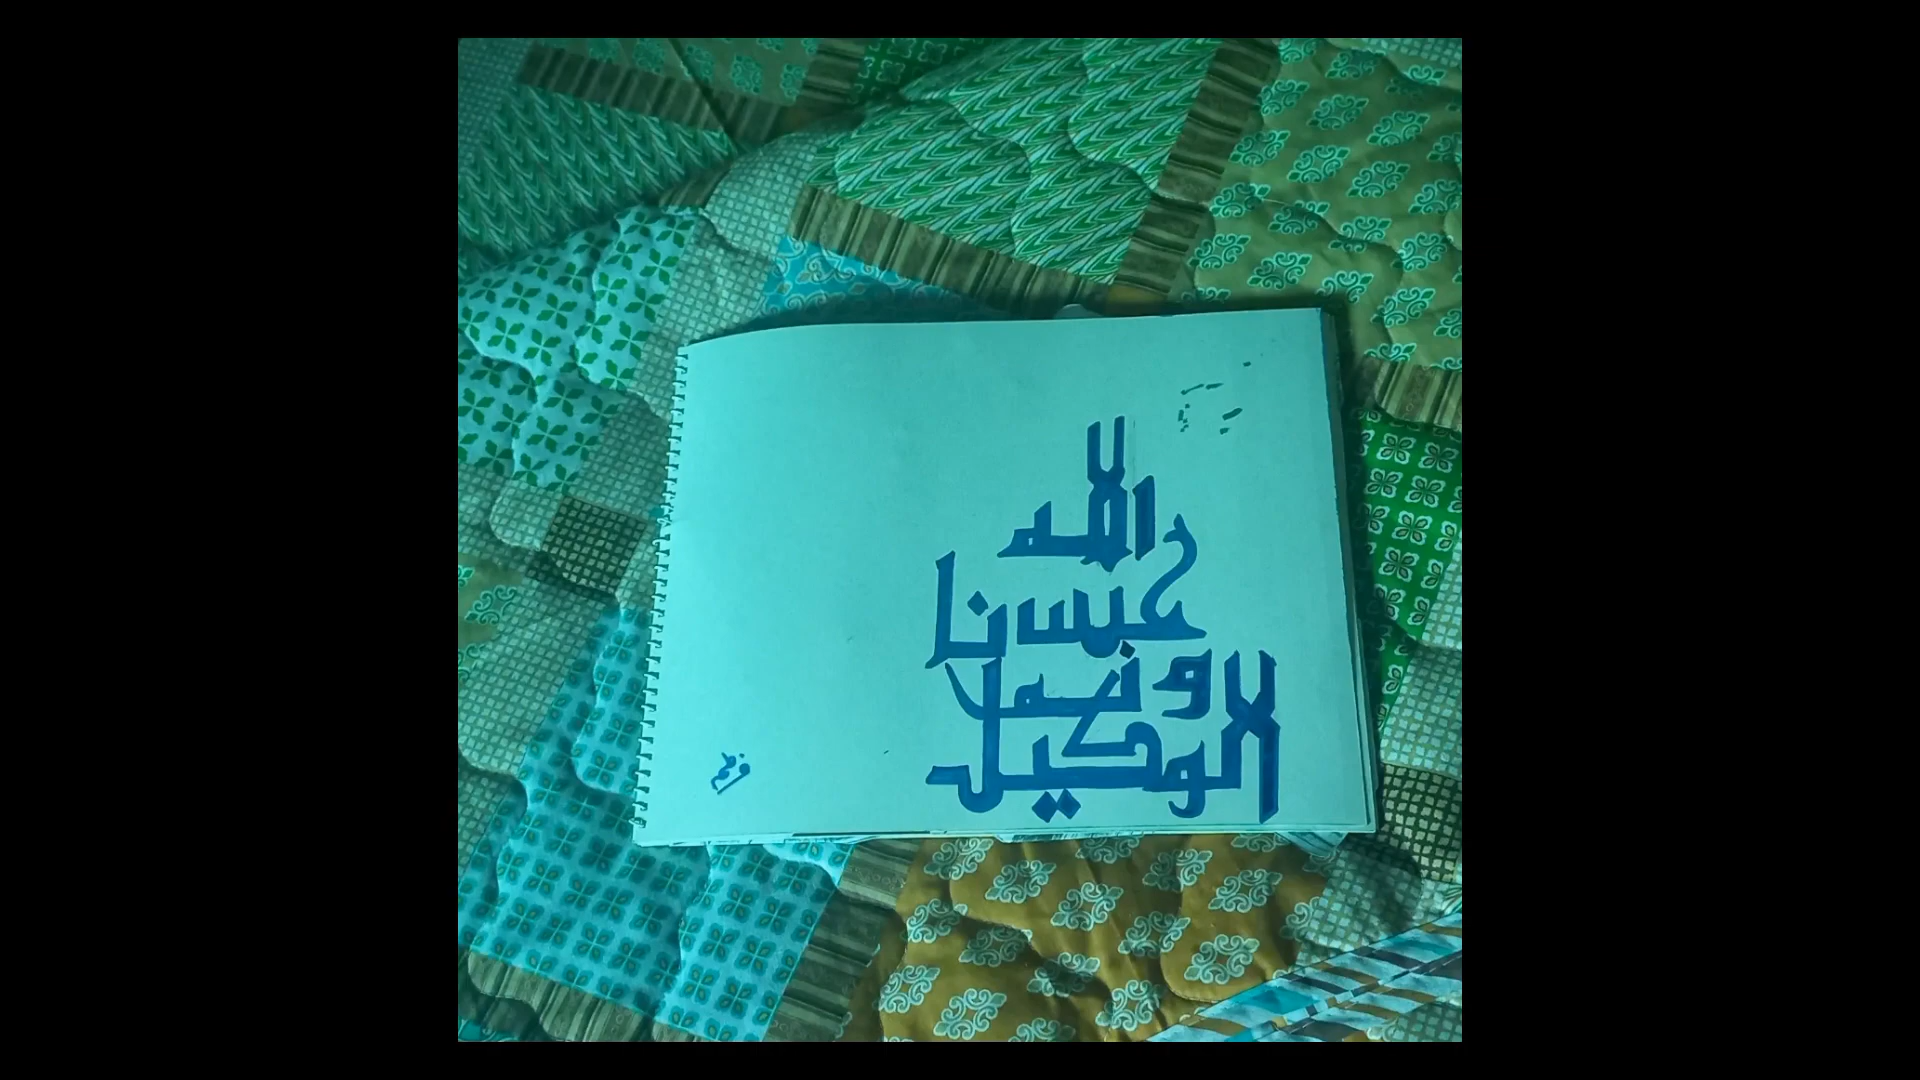 حسبنا الله
ونعم
الوكيل